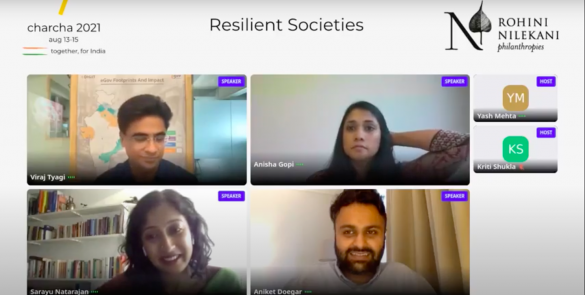 charcha 2021
aug 13-15
together, for India
Resilient Societies
ROHINI
NILEKANI
philanthropies
SPEAKER
Viraj Tyagi
SPEAKER
Anisha Gopi
HOST
YM
Yash Mehta
HOST
KS
Kriti Shukla
SPEAKER
Sarayu Natarajan
SPEAKER
Aniket Doegar